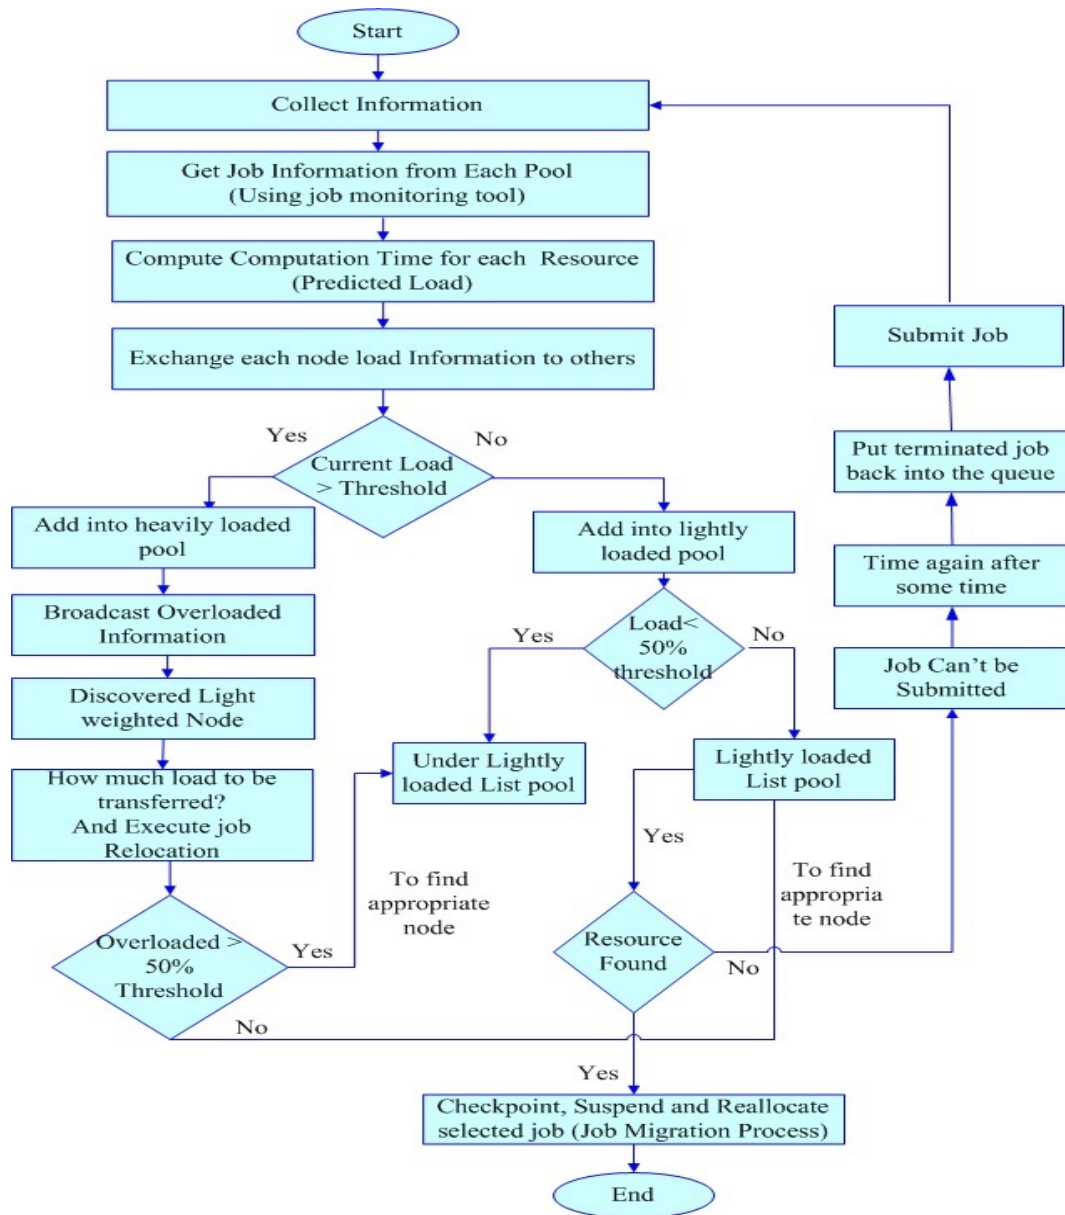 Start
Collect Information
Get Job Information from Each Pool
(Using job monitoring tool)
Compute Computation Time for each Resource
(Predicted Load)
Exchange each node load Information to others
Submit Job
Yes
No
Current Load
> Threshold
Put terminated job
back into the queue
Add into heavily loaded
pool
Add into lightly
loaded pool
Time again after
some time
Broadcast Overloaded
Information
Yes
Load<
50%
threshold
No
Job Can't be
Submitted
Discovered Light
weighted Node
Under Lightly
loaded List pool
Lightly loaded
List pool
How much load to be
transferred?
And Execute job
Relocation
Yes
To find
appropriate
node
To find
appropria
te node
Overloaded >
50%
Threshold
Yes
Resource
Found
No
No
Yes
Checkpoint, Suspend and Reallocate
selected job (Job Migration Process)
End